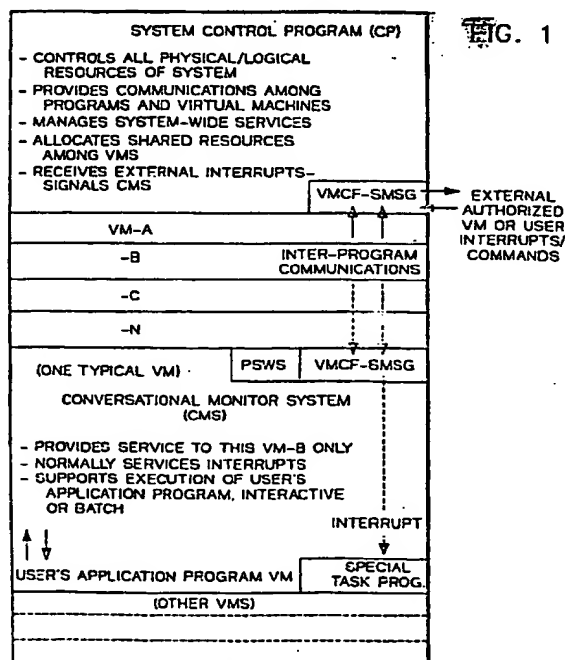 SYSTEM CONTROL PROGRAM (CP)
FIG. 1
- CONTROLS ALL PHYSICAL/LOGICAL
RESOURCES OF SYSTEM
- PROVIDES COMMUNICATIONS AMONG
PROGRAMS AND VIRTUAL MACHINES
- MANAGES SYSTEM-WIDE SERVICES
- ALLOCATES SHARED RESOURCES
AMONG VMS
- RECEIVES EXTERNAL INTERRUPTS-
SIGNALS CMS
VMCF-SMSG
EXTERNAL
AUTHORIZED
VM OR USER
INTERRUPTS/
COMMANDS
VM-A
-B
INTER-PROGRAM
COMMUNICATIONS
-C
-N
(ONE TYPICAL VM)
PSWS
VMCF-SMSG
CONVERSATIONAL MONITOR SYSTEM
(CMS)
- PROVIDES SERVICE TO THIS VM-B ONLY
- NORMALLY SERVICES INTERRUPTS
- SUPPORTS EXECUTION OF USER'S
APPLICATION PROGRAM, INTERACTIVE
OR BATCH
INTERRUPT
USER'S APPLICATION PROGRAM VM
SPECIAL
TASK PROG.
(OTHER VMS)